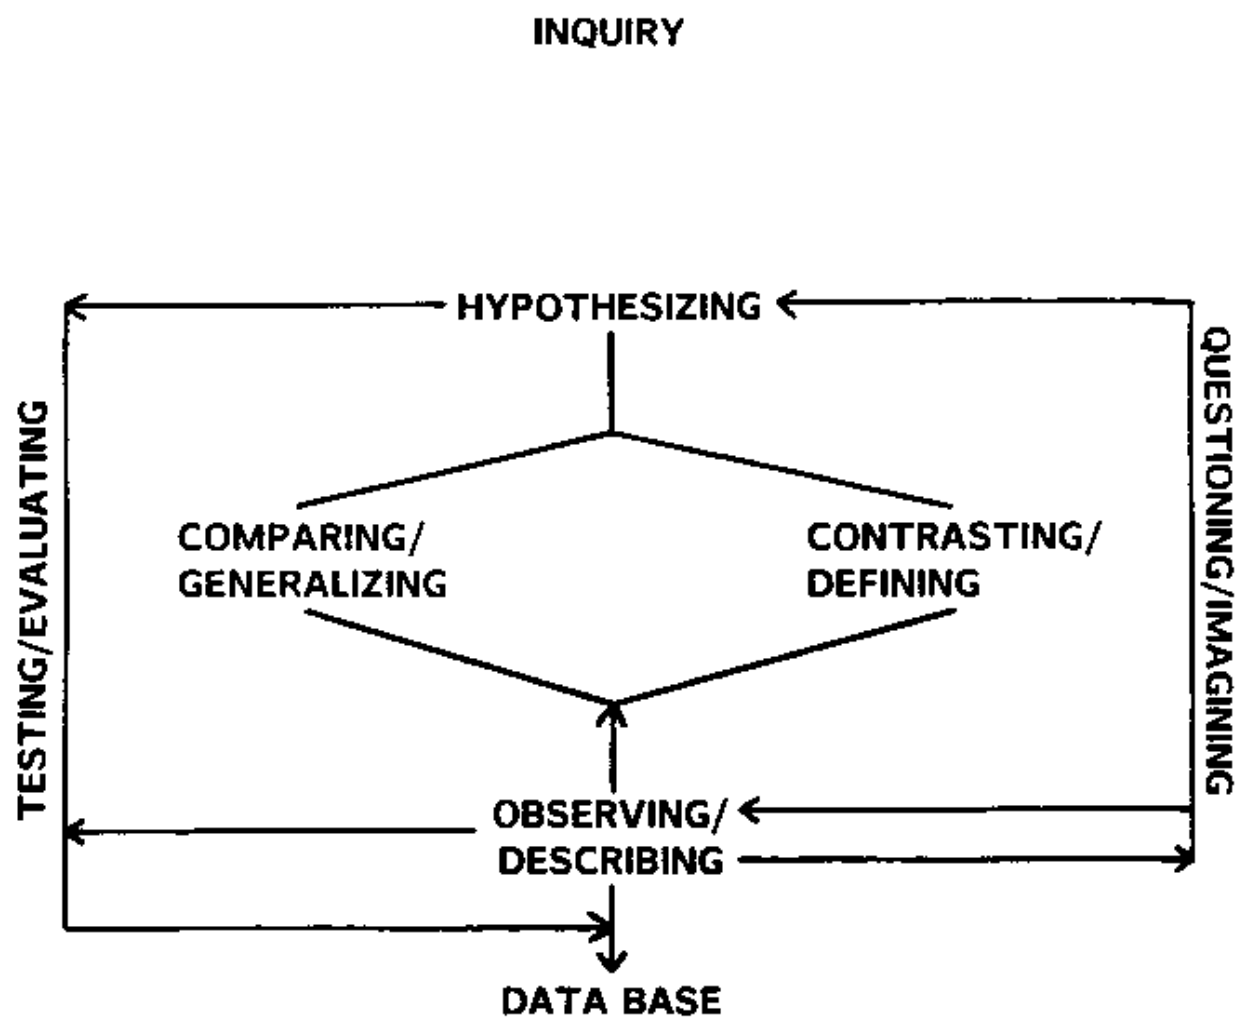 INQUIRY
HYPOTHESIZING
TESTING/EVALUATING
QUESTIONING/IMAGINING
COMPARING/
GENERALIZING
CONTRASTING/
DEFINING
OBSERVING/
DESCRIBING
DATA BASE